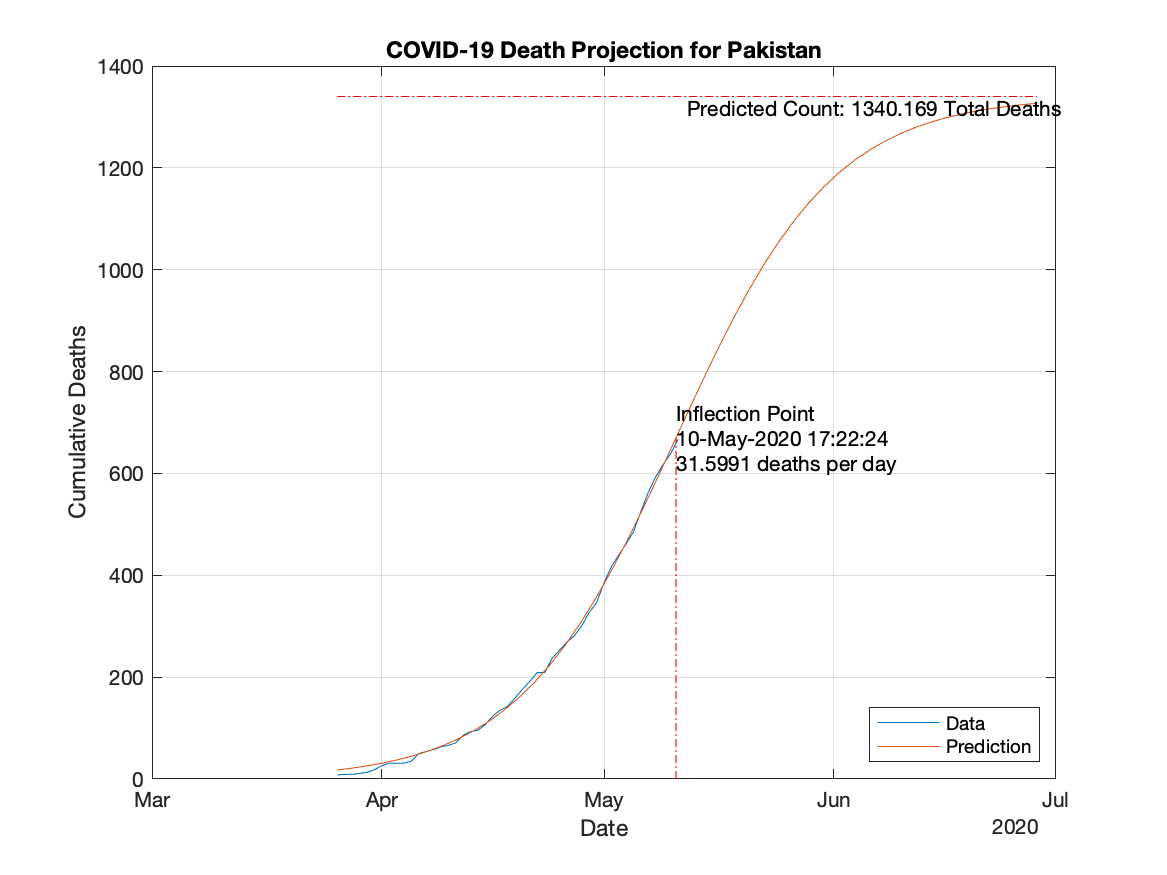 COVID-19 Death Projection for Pakistan
1400
Predicted Count: 1340.169 Total Deaths
1200
1000
800
Inflection Point
10-May-2020 17:22:24
31.5991 deaths per day
600
400
200
0
Cumulative Deaths
Data
Prediction
Mar Apr May Jun Jul
Date
2020